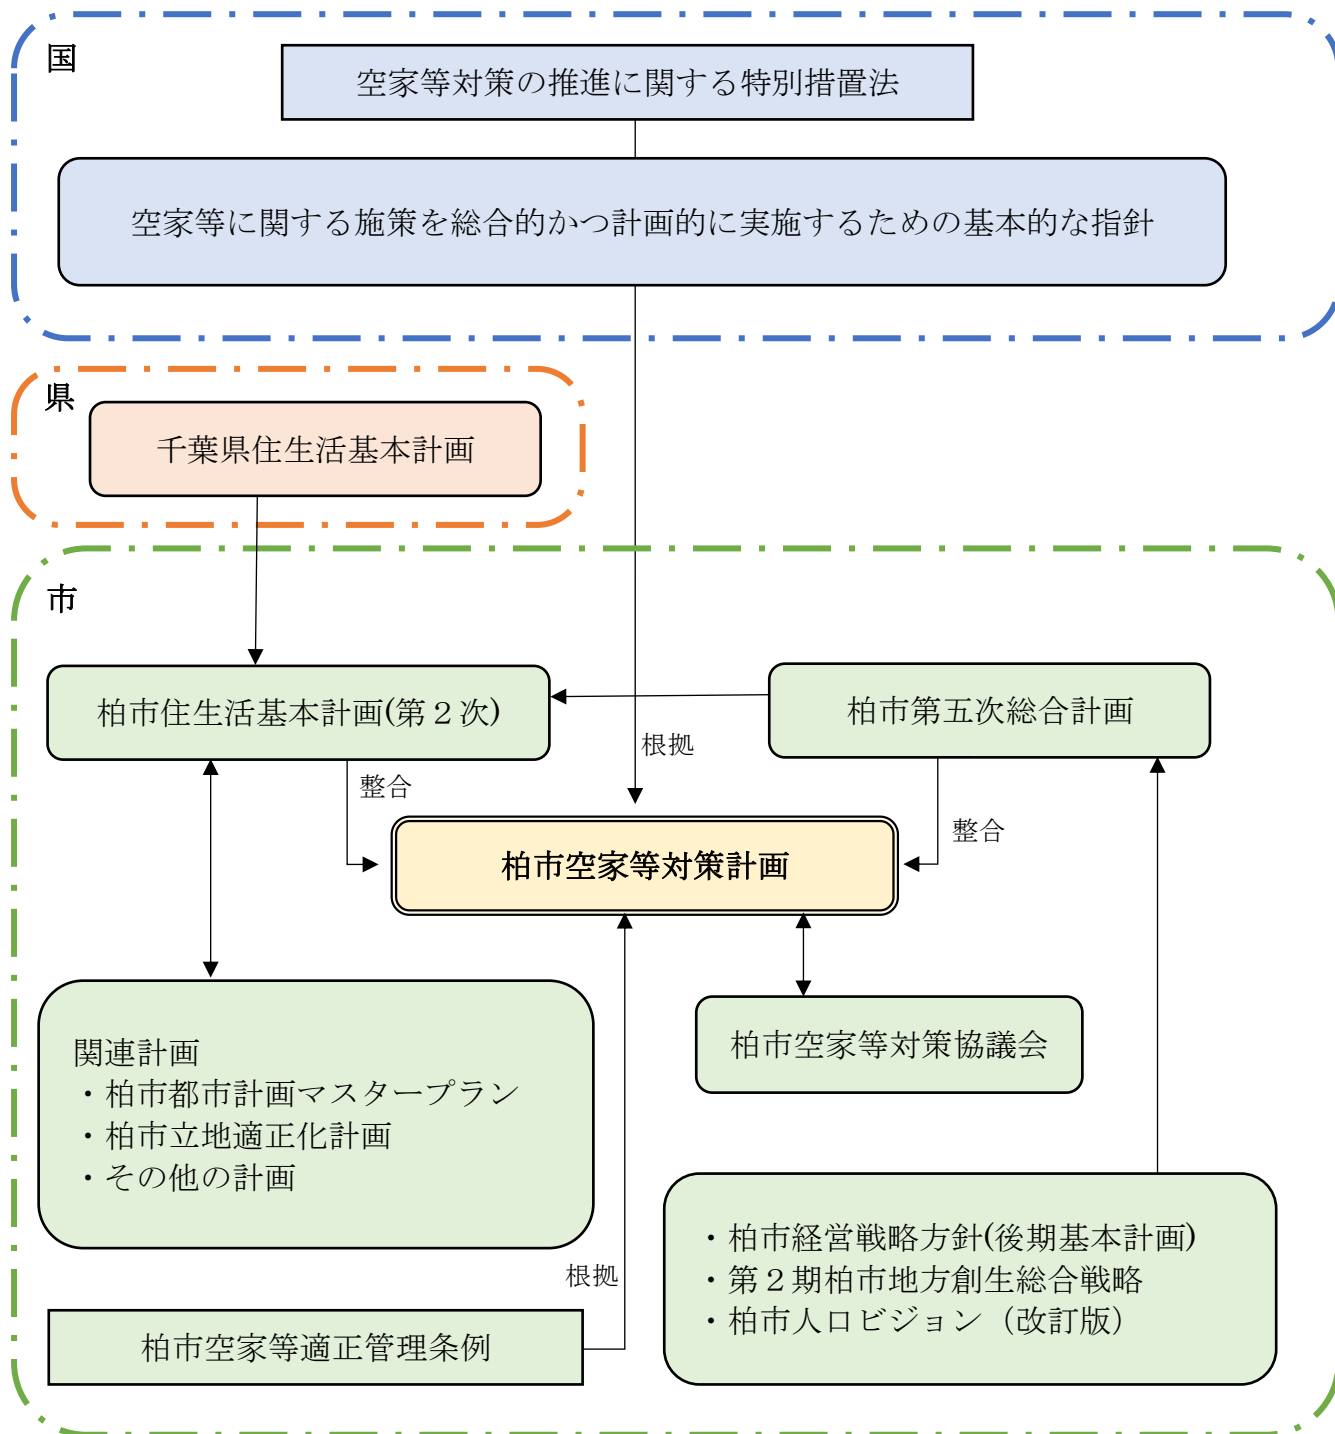 国
空家等対策の推進に関する特別措置法
空家等に関する施策を総合的かつ計画的に実施するための基本的な指針
県
千葉県住生活基本計画
市
柏市住生活基本計画(第２次)
柏市第五次総合計画
根拠
整合
整合
柏市空家等対策計画
関連計画
・柏市都市計画マスタープラン
・柏市立地適正化計画
・その他の計画
柏市空家等対策協議会
・柏市経営戦略方針(後期基本計画)
・第２期柏市地方創生総合戦略
・柏市人口ビジョン（改訂版）
根拠
柏市空家等適正管理条例